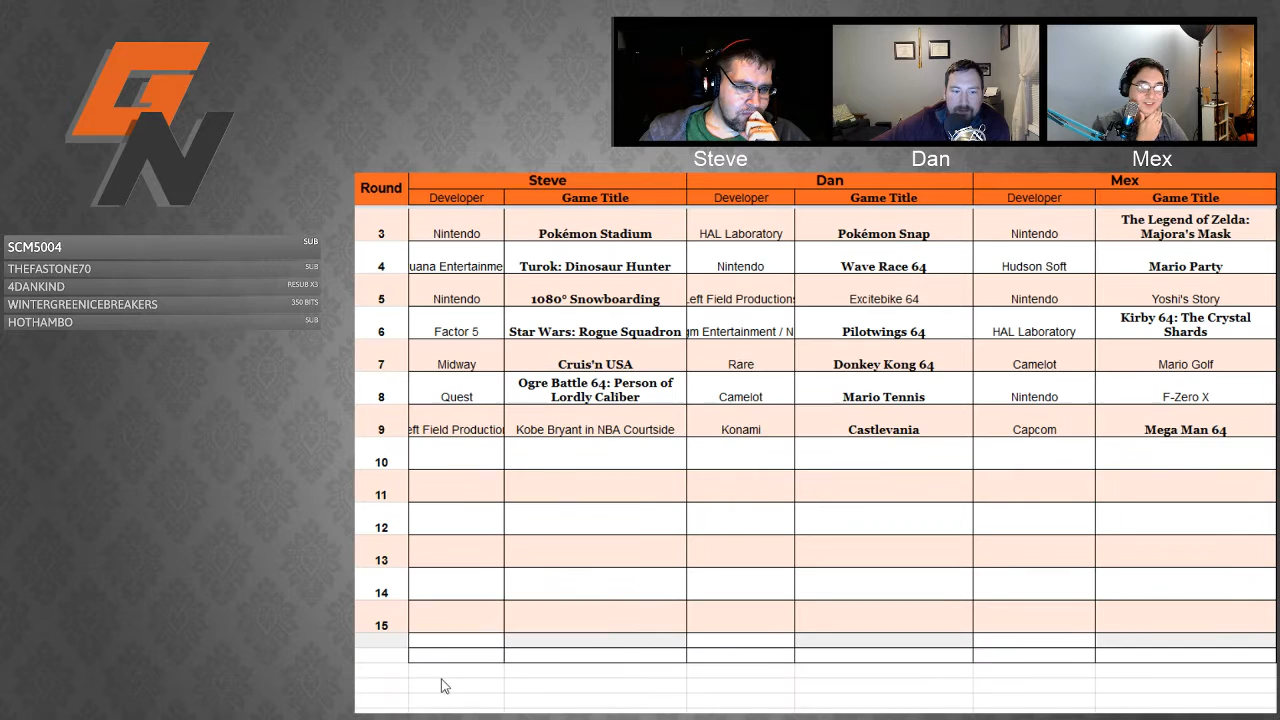 GN
Steve Dan Mex
SCM5004 SUB
THEFASTONE70 SUB
4DANKIND RESUB X3
WINTERGREENICEBREAKERS 350 BITS
HOTHAMBO SUB
Round Steve Dan Mex
Developer Game Title Developer Game Title Developer Game Title
3 Nintendo Pokémon Stadium HAL Laboratory Pokémon Snap Nintendo The Legend of Zelda:
Majora's Mask
4 uana Entertainme Turok: Dinosaur Hunter Nintendo Wave Race 64 Hudson Soft Mario Party
5 Nintendo 1080° Snowboarding Left Field Productions Excitebike 64 Nintendo Yoshi's Story
6 Factor 5 Star Wars: Rogue Squadron gm Entertainment / N Pilotwings 64 HAL Laboratory Kirby 64: The Crystal
Shards
7 Midway Cruis'n USA Rare Donkey Kong 64 Camelot Mario Golf
8 Quest Ogre Battle 64: Person of
Lordly Caliber Camelot Mario Tennis Nintendo F-Zero X
9 eft Field Production Kobe Bryant in NBA Courtside Konami Castlevania Capcom Mega Man 64
10
11
12
13
14
15